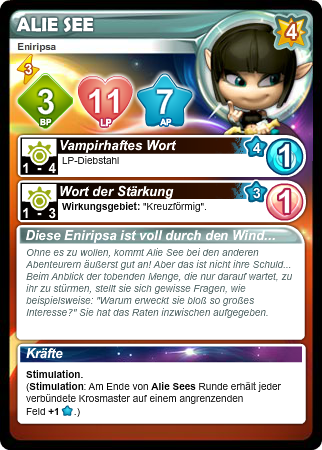 ALIE SEE
4
Eniripsa
3
3
BP
11
LP
7
AP
Vampirhaftes Wort
4
1
1 - 4
LP-Diebstahl
Wort der Stärkung
3
1
1 - 3
Wirkungsgebiet: "Kreuzförmig".
Diese Eniripsa ist voll durch den Wind...
Ohne es zu wollen, kommt Alie See bei den anderen
Abenteurern äußerst gut an! Aber das ist nicht ihre Schuld...
Beim Anblick der tobenden Menge, die nur darauf wartet, zu
ihr zu stürmen, stellt sie sich gewisse Fragen, wie
beispielsweise: "Warum erweckt sie bloß so großes
Interesse?" Sie hat das Raten inzwischen aufgegeben.
Kräfte
Stimulation.
(Stimulation: Am Ende von Alie Sees Runde erhält jeder
verbündete Krosmaster auf einem angrenzenden
Feld +1 .)